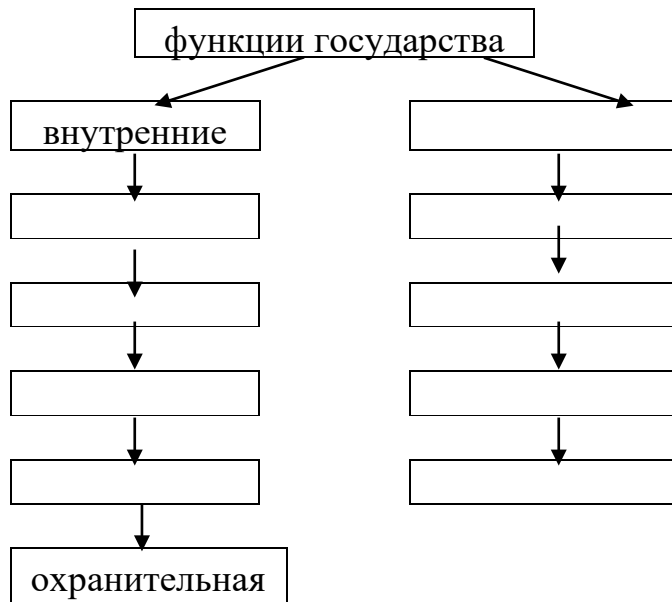 функции государства
внутренние
охранительная